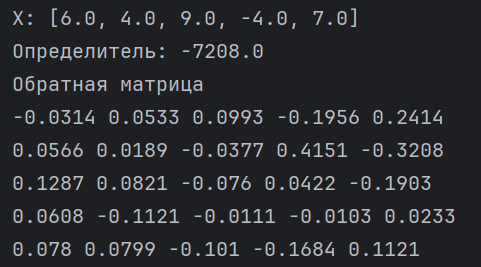 X: [6.0, 4.0, 9.0, -4.0, 7.0]
Определитель: -7208.0
Обратная матрица
-0.0314 0.0533 0.0993 -0.1956 0.2414
0.0566 0.0189 -0.0377 0.4151 -0.3208
0.1287 0.0821 -0.076 0.0422 -0.1903
0.0608 -0.1121 -0.0111 -0.0103 0.0233
0.078 0.0799 -0.101 -0.1684 0.1121